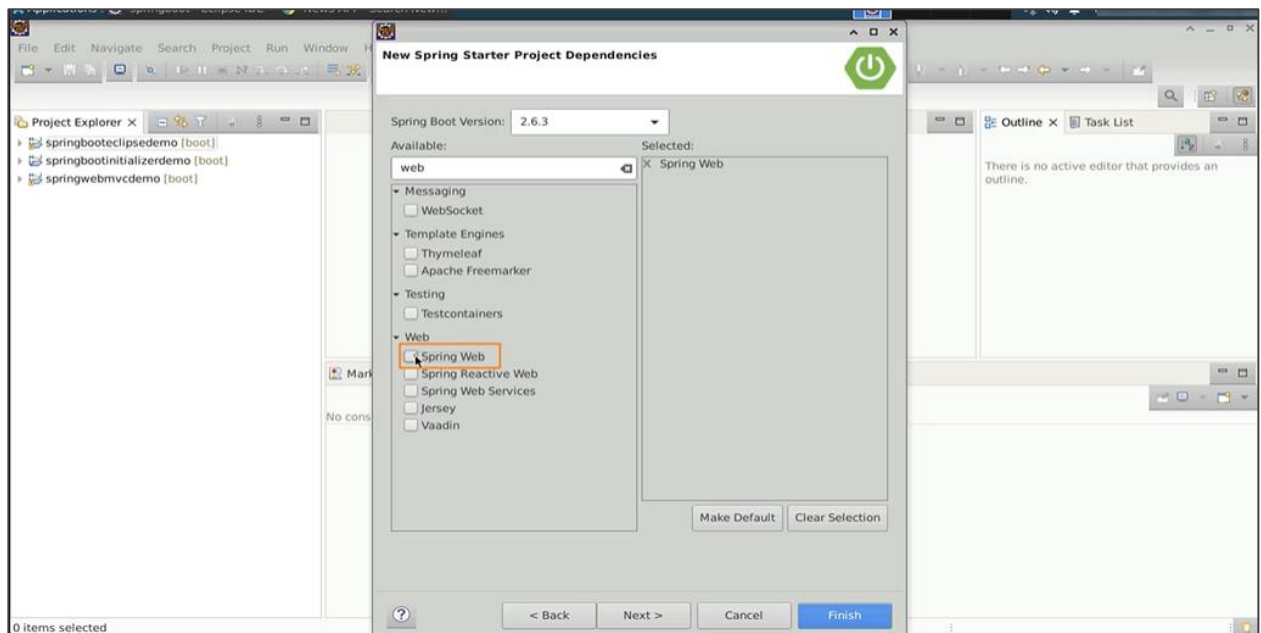 File Edit Navigate Search Project Run Window H
New Spring Starter Project Dependencies
Project Explorer
springbooteclipsedemo [boot]
springbootinitializerdemo [boot]
springwebmvcdemo [boot]
Spring Boot Version: 2.6.3
Available:
Selected:
web
X Spring Web
Messaging
WebSocket
Template Engines
Thymeleaf
Apache Freemarker
Testing
Testcontainers
Web
Spring Web
Spring Reactive Web
Spring Web Services
Jersey
Vaadin
Make Default
Clear Selection
Outline
Task List
There is no active editor that provides an
outline.
Mark
No cons
?
< Back
Next >
Cancel
Finish
0 items selected